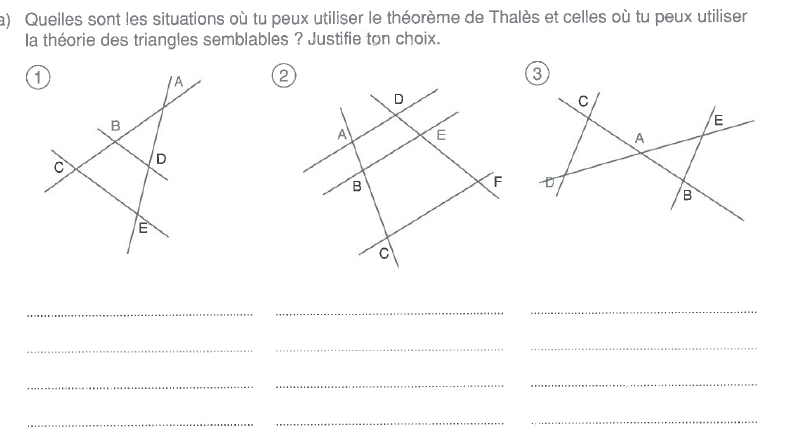 a) Quelles sont les situations où tu peux utiliser le théorème de Thalès et celles où tu peux utiliser
la théorie des triangles semblables ? Justifie ton choix.
1 2 3
A
B
C
D
E
D
A
E
B
F
C
C
E
A
D
B